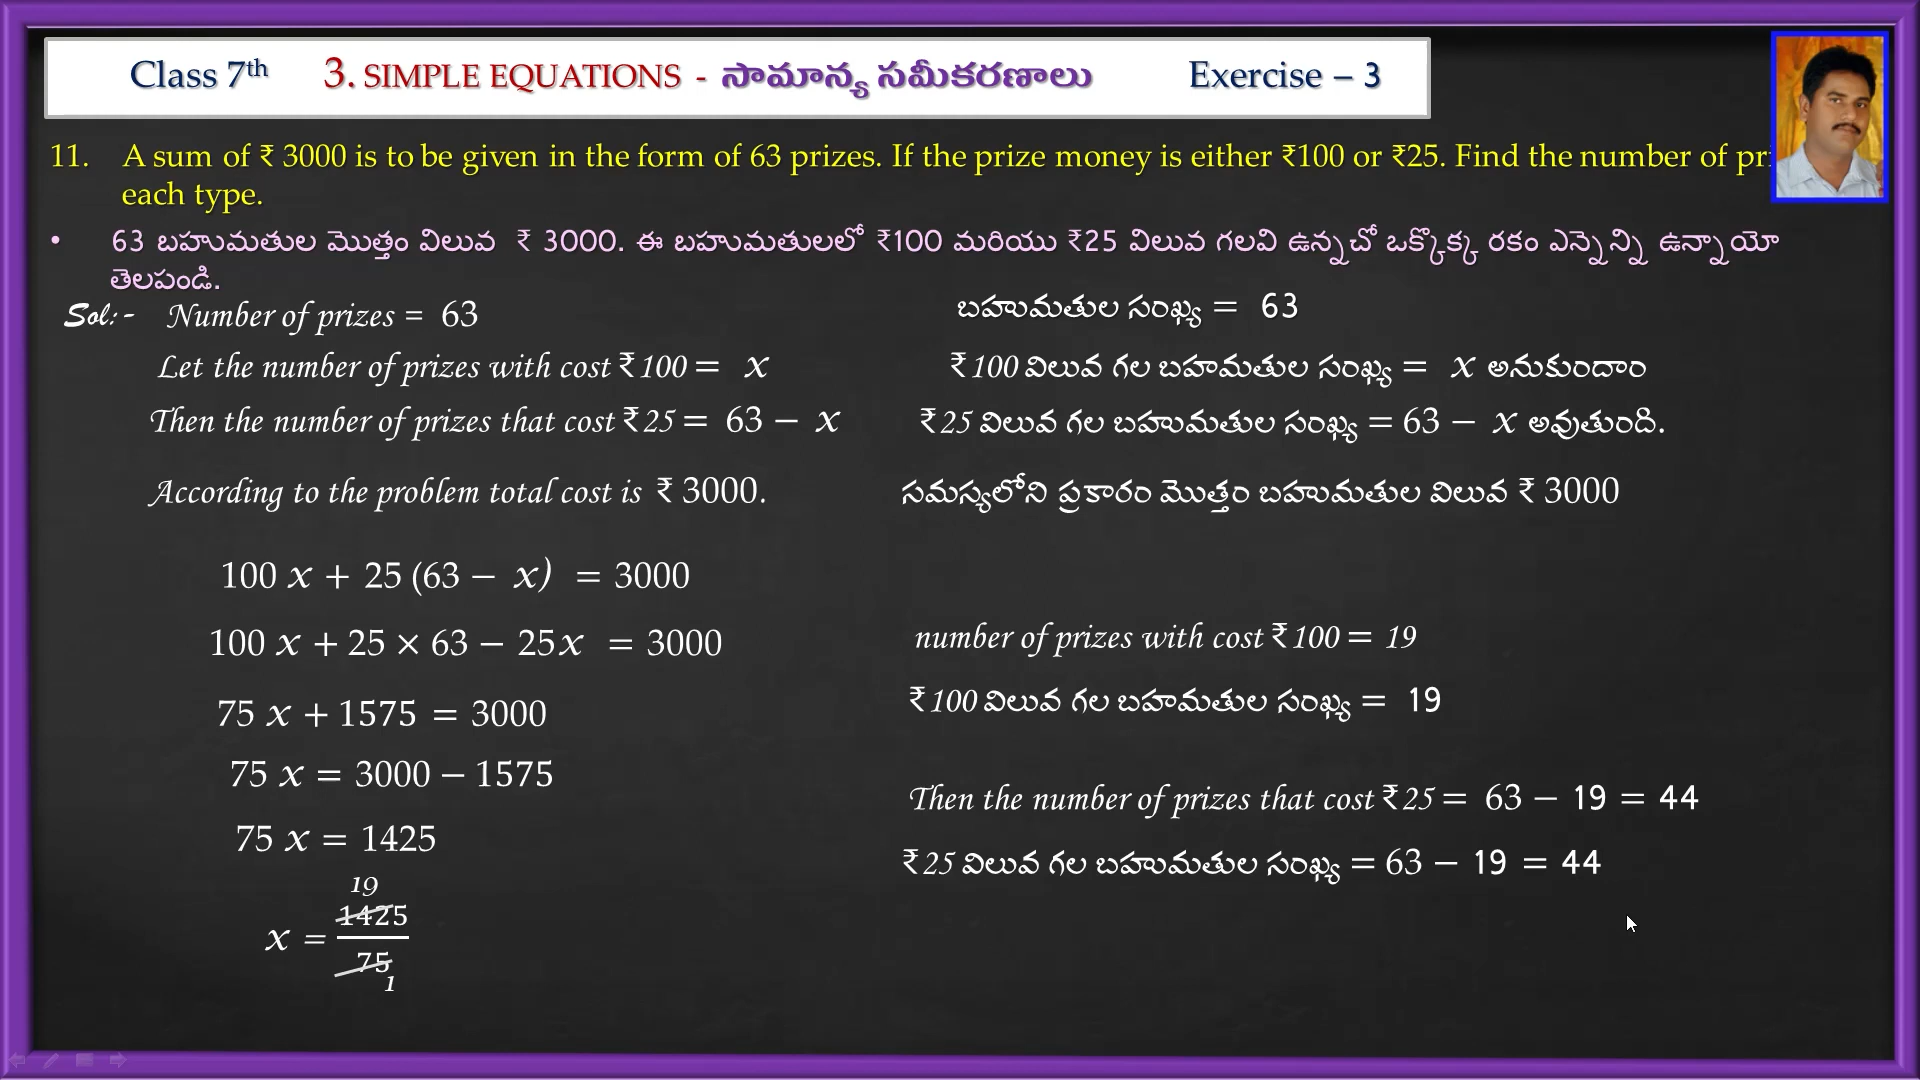 Class 7th 3. SIMPLE EQUATIONS - సామాన్య సమీకరణాలు Exercise – 3
11. A sum of ₹ 3000 is to be given in the form of 63 prizes. If the prize money is either ₹100 or ₹25. Find the number of
each type.
• 63 బహుమతుల మొత్తం విలువ ₹ 3000. ఈ బహుమతులలో ₹100 మరియు ₹25 విలువ గలవి ఉన్నచో ఒక్కొక్క రకం ఎన్నెన్ని ఉన్నాయో
తెలపండి.
Sol:- Number of prizes = 63
Let the number of prizes with cost ₹100 = x
Then the number of prizes that cost ₹25 = 63 − x
According to the problem total cost is ₹ 3000.
100 x + 25 (63 − x) = 3000
100 x + 25 × 63 − 25x = 3000
75 x + 1575 = 3000
75 x = 3000 − 1575
75 x = 1425
19
x = 1425
75
1
బహుమతుల సంఖ్య = 63
₹100 విలువ గల బహమతుల సంఖ్య = x అనుకుందాం
₹25 విలువ గల బహుమతుల సంఖ్య = 63 − x అవుతుంది.
సమస్యలోని ప్రకారం మొత్తం బహుమతుల విలువ ₹ 3000
number of prizes with cost ₹100 = 19
₹100 విలువ గల బహమతుల సంఖ్య = 19
Then the number of prizes that cost ₹25 = 63 − 19 = 44
₹25 విలువ గల బహుమతుల సంఖ్య = 63 − 19 = 44